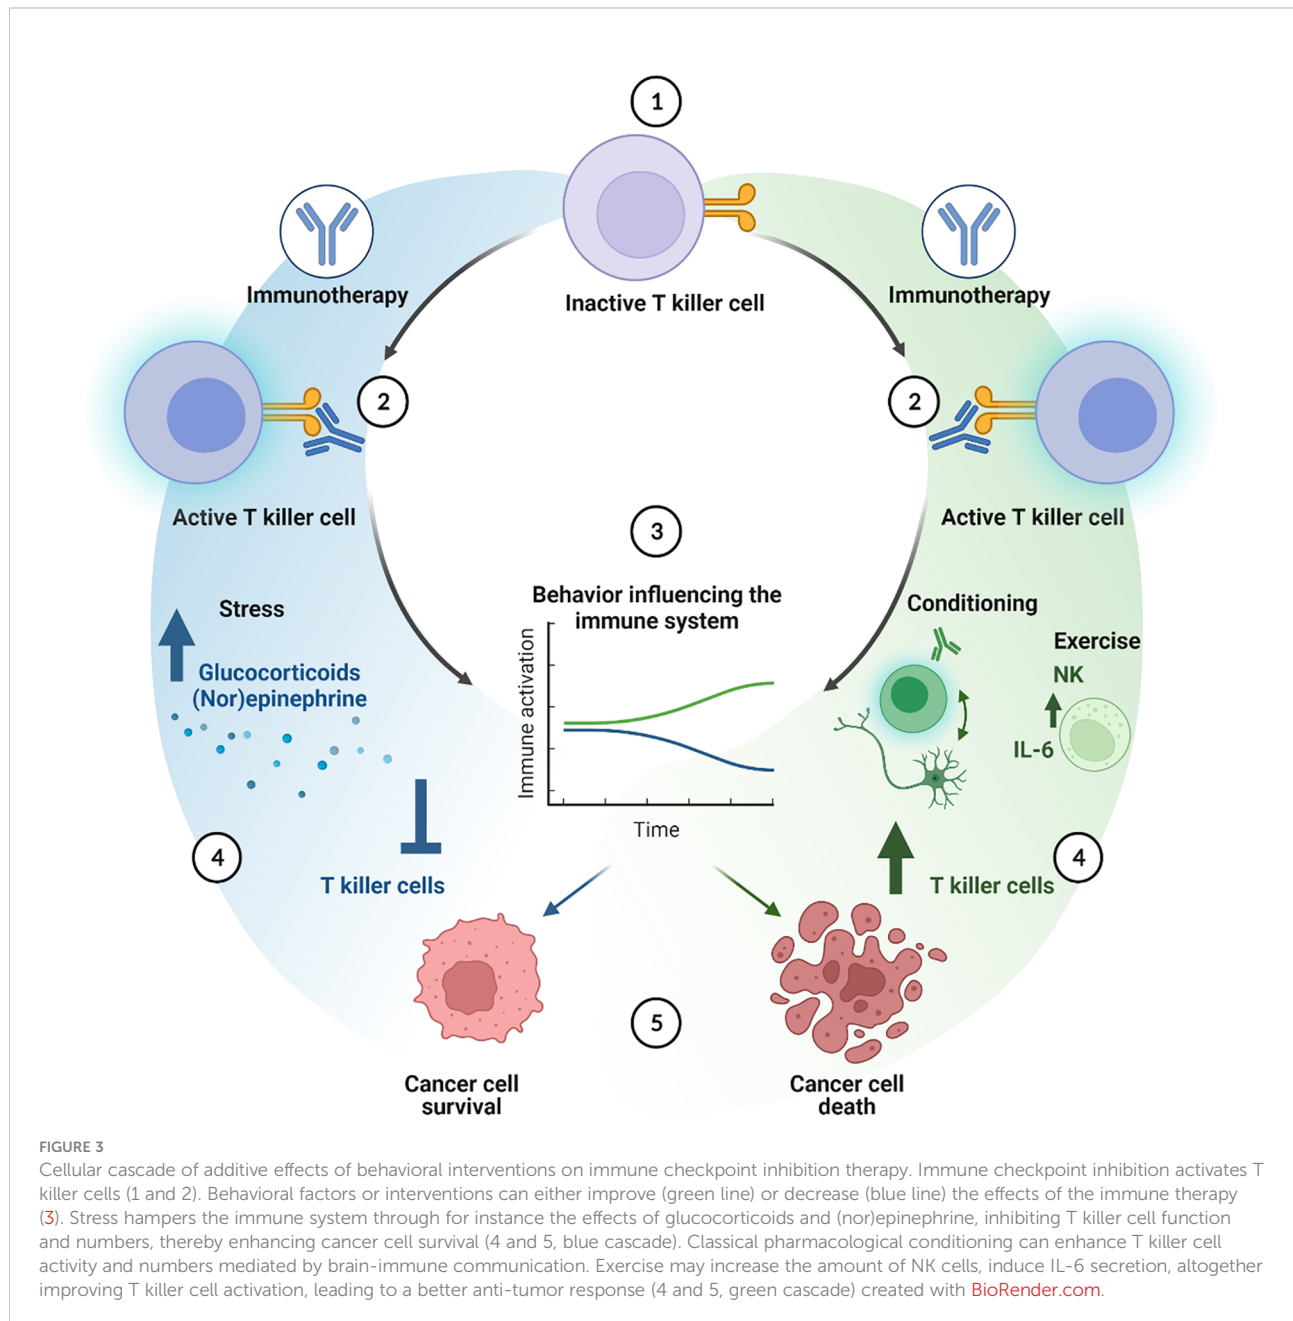 1
Inactive T killer cell
Immunotherapy
Immunotherapy
2
2
Active T killer cell
Active T killer cell
3
Behavior influencing the
immune system
Immune activation
Time
Stress
Glucocorticoids
(Nor)epinephrine
4
T killer cells
Conditioning
Exercise
NK
IL-6
4
T killer cells
5
Cancer cell
survival
Cancer cell
death
FIGURE 3
Cellular cascade of additive effects of behavioral interventions on immune checkpoint inhibition therapy. Immune checkpoint inhibition activates T
killer cells (1 and 2). Behavioral factors or interventions can either improve (green line) or decrease (blue line) the effects of the immune therapy
(3). Stress hampers the immune system through for instance the effects of glucocorticoids and (nor)epinephrine, inhibiting T killer cell function
and numbers, thereby enhancing cancer cell survival (4 and 5, blue cascade). Classical pharmacological conditioning can enhance T killer cell
activity and numbers mediated by brain-immune communication. Exercise may increase the amount of NK cells, induce IL-6 secretion, altogether
improving T killer cell activation, leading to a better anti-tumor response (4 and 5, green cascade) created with BioRender.com.